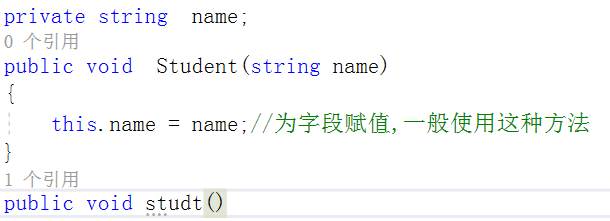 private string  name;
0 个引用
public void  Student(string name)
{
    this.name = name;//为字段赋值,一般使用这种方法
}
1 个引用
public void studt()